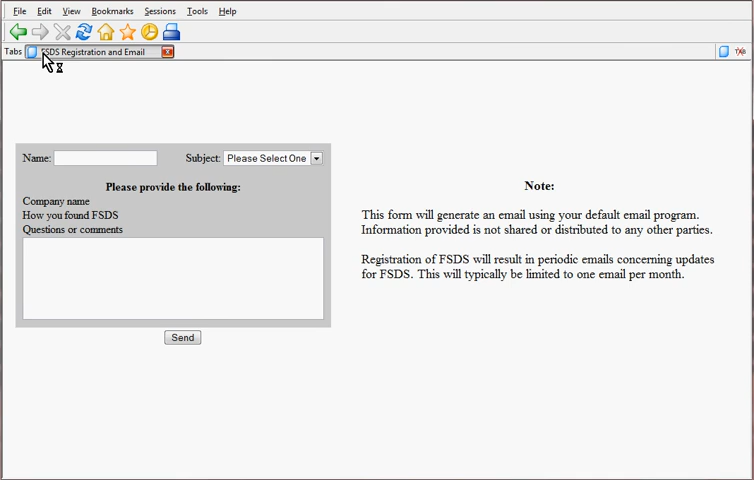 File Edit View Bookmarks Sessions Tools Help
Tabs FSDS Registration and Email
Name: Subject: Please Select One
Please provide the following:
Company name
How you found FSDS
Questions or comments
Send
Note:
This form will generate an email using your default email program.
Information provided is not shared or distributed to any other parties.
Registration of FSDS will result in periodic emails concerning updates
for FSDS. This will typically be limited to one email per month.